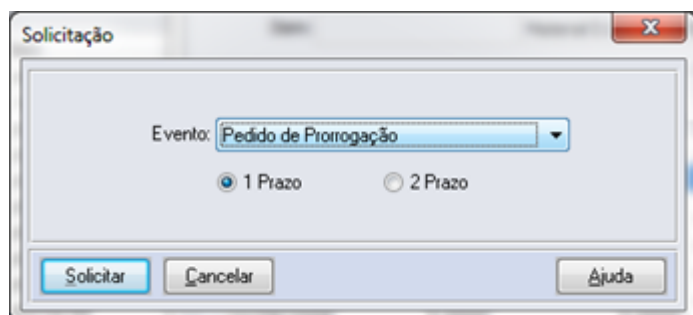 Solicitação
Evento: Pedido de Prorrogação
1 Prazo 2 Prazo
Solicitar Cancelar Ajuda